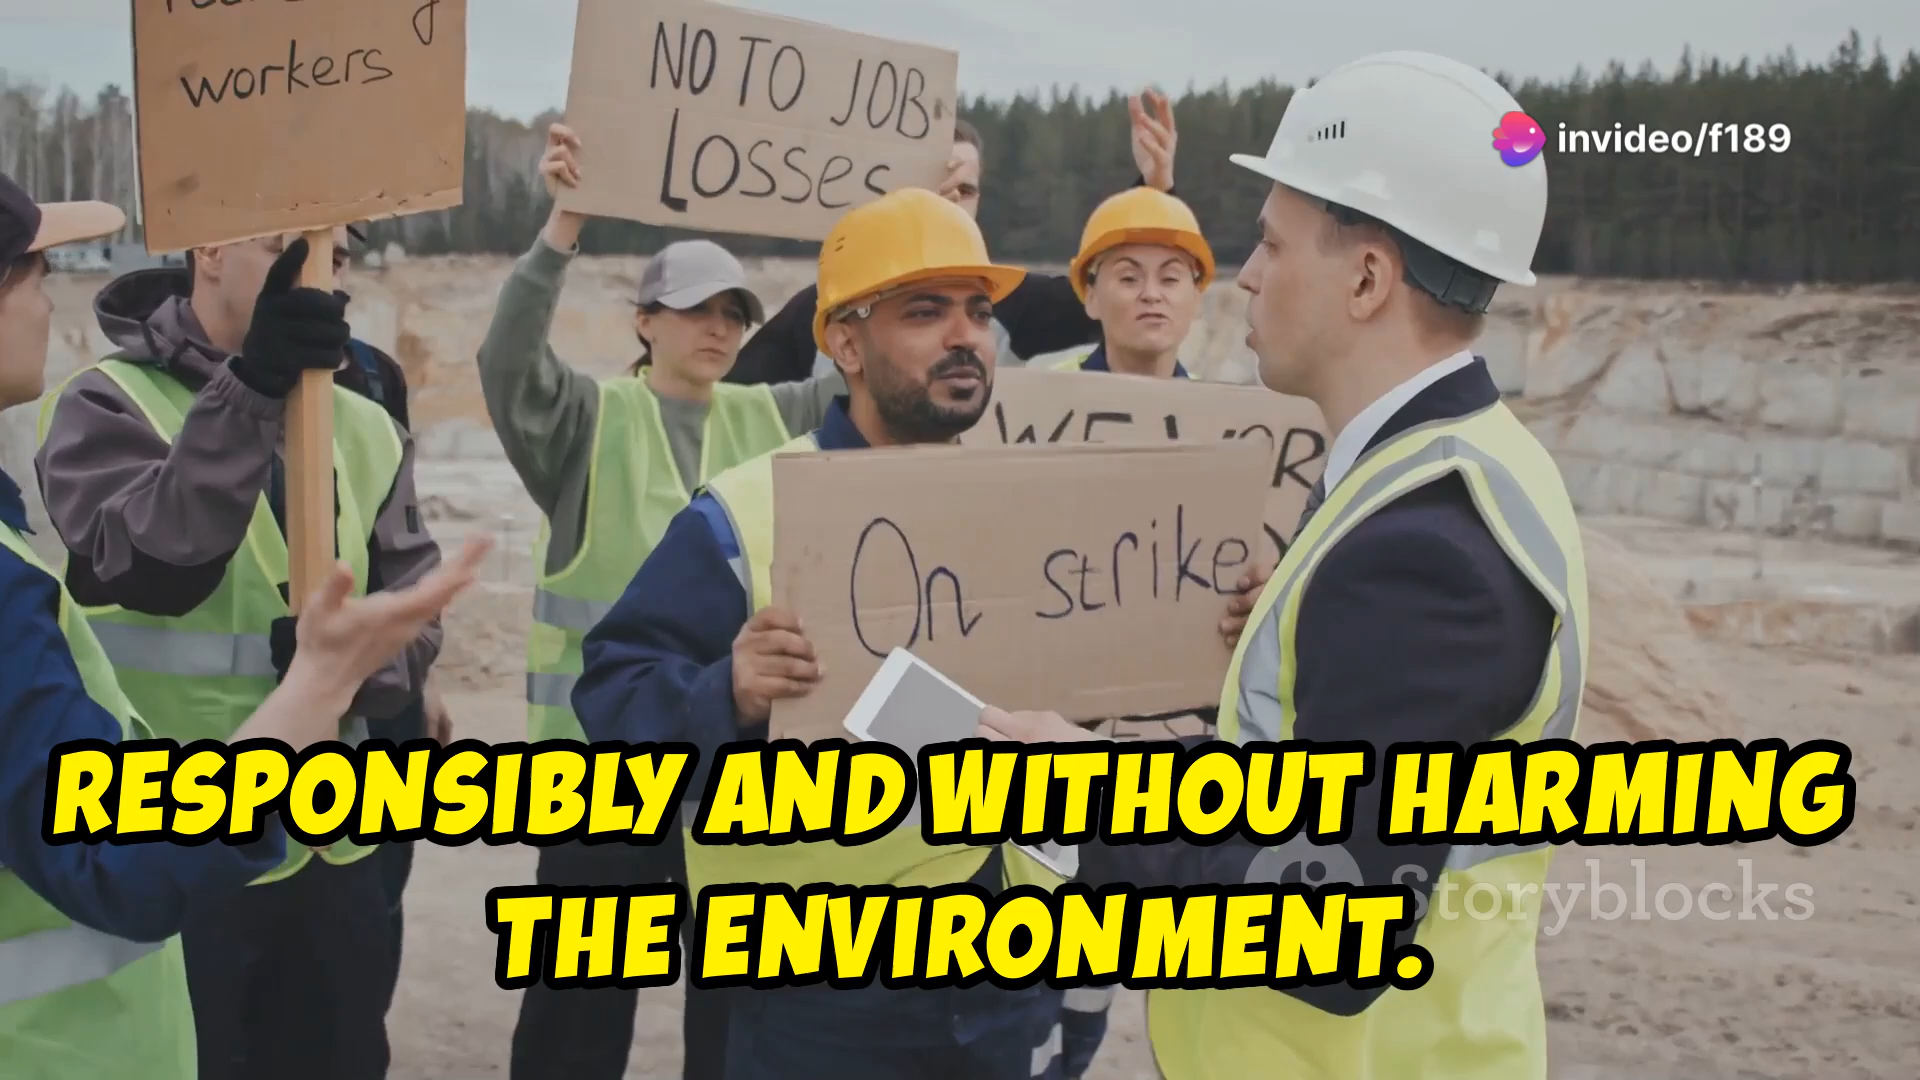 workers
NO TO JOB
LOSSES
invideo/f189
On strike
RESPONSIBLY AND WITHOUT HARMING
THE ENVIRONMENT.
Storyblocks